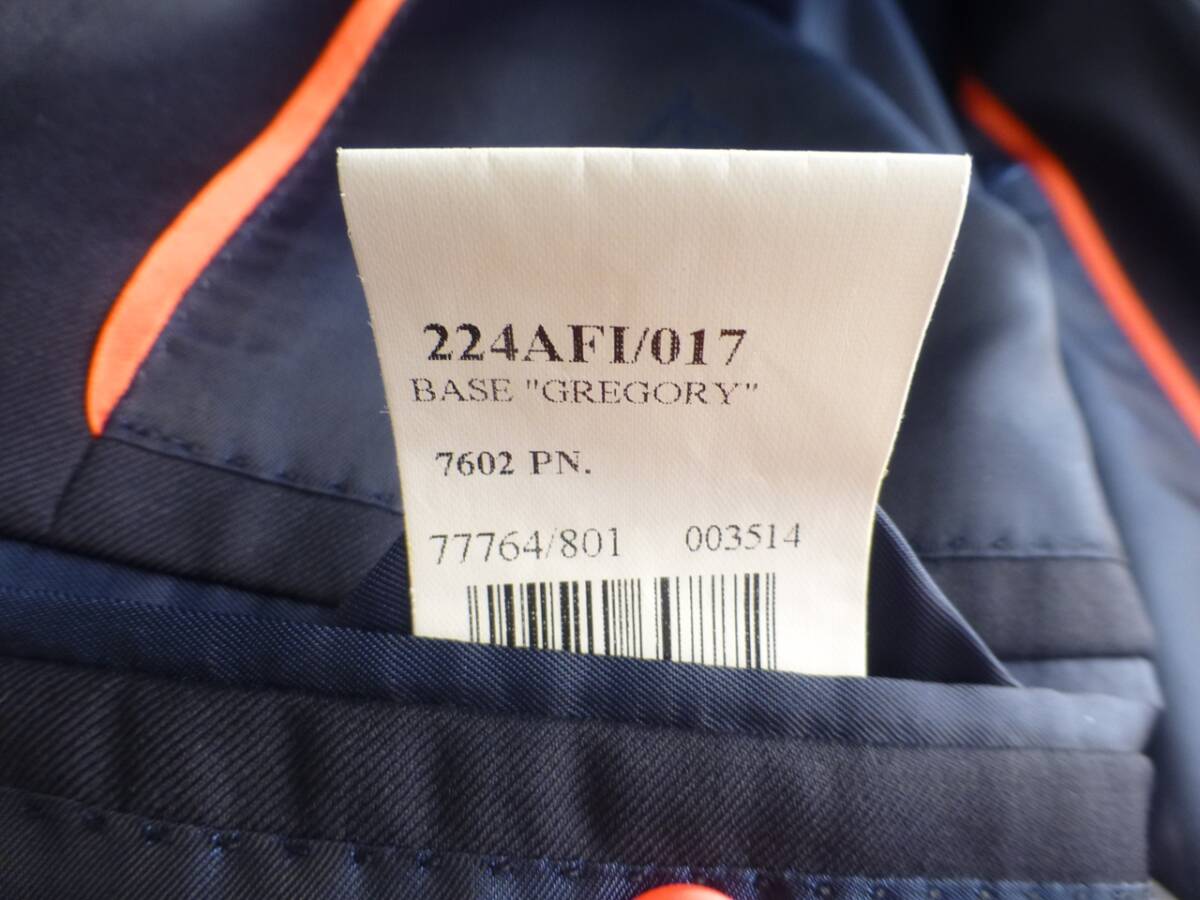 224AFI/017
BASE "GREGORY"
7602 PN.
77764/801 003514